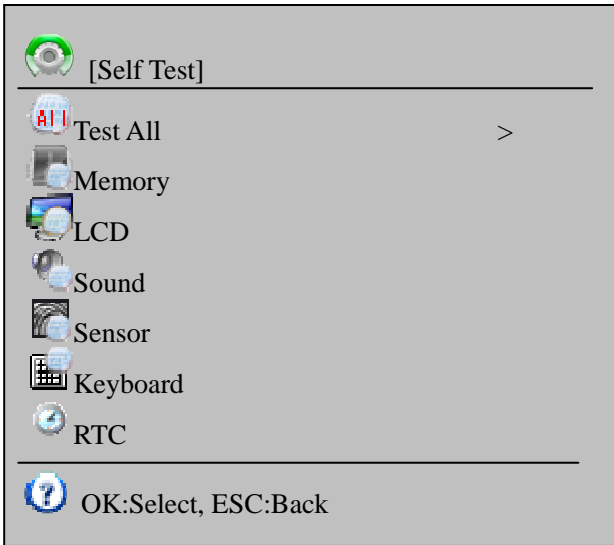 [Self Test]
All
Test All >
Memory
LCD
Sound
Sensor
Keyboard
RTC
? OK:Select, ESC:Back